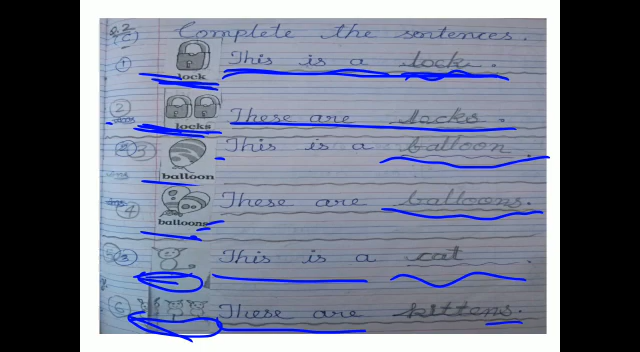 Q.2 (C) Complete the sentences.
① lock This is a lock.
② locks These are locks.
③ balloon This is a balloon.
④ balloons These are balloons.
This is a cat.
⑥ These are kittens.